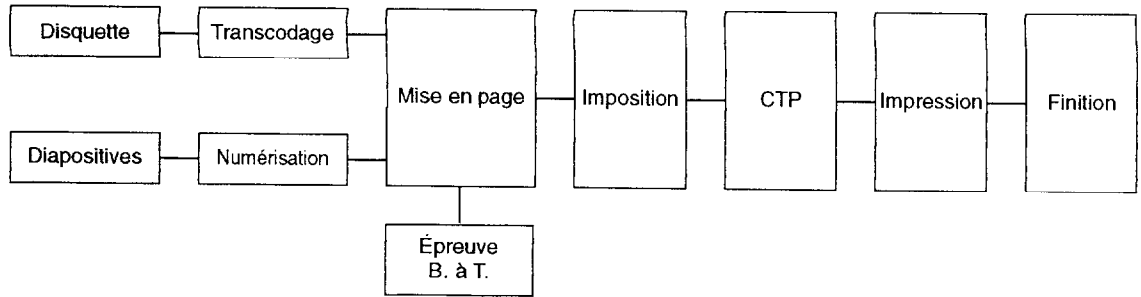 Disquette
Transcodage
Mise en page
Imposition
CTP
Impression
Finition
Diapositives
Numérisation
Épreuve
B. à T.